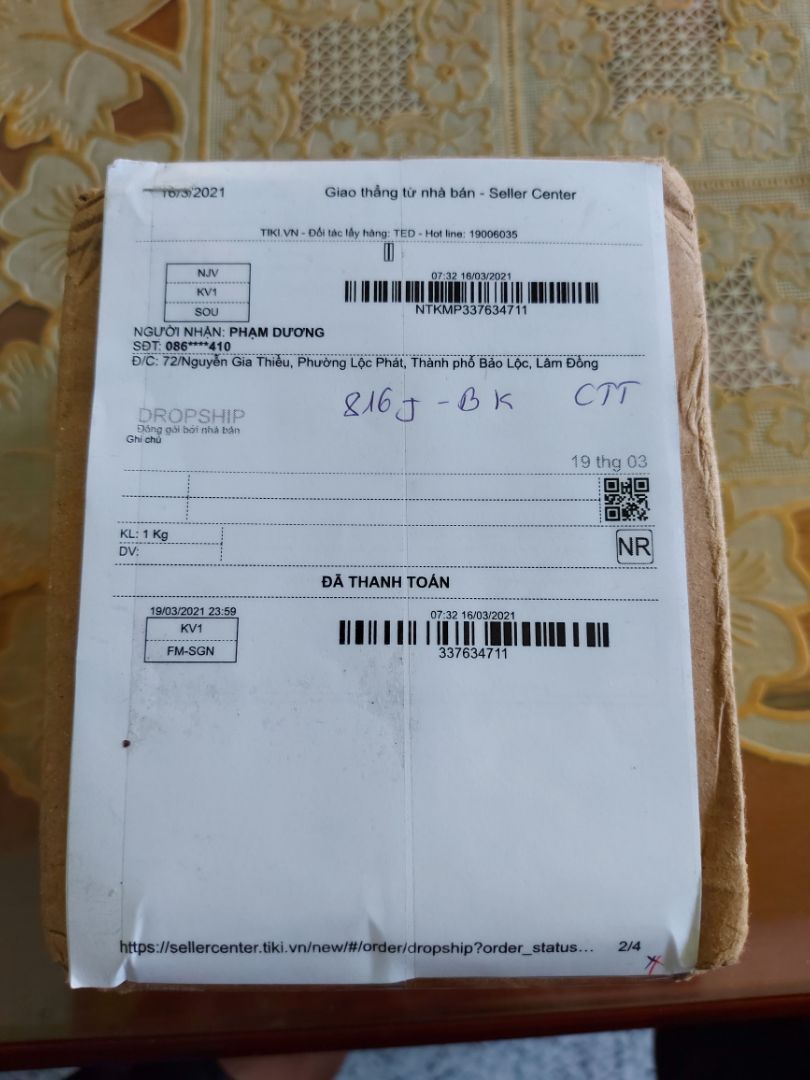 16/3/2021 Giao thẳng từ nhà bán - Seller Center
TIKI.VN - Đối tác lấy hàng: TED - Hot line: 19006035
NJV
KV1
SOU
07:32 16/03/2021
NTKMP337634711
NGƯỜI NHẬN: PHẠM DƯƠNG
SĐT: 086****410
Đ/C: 72/Nguyễn Gia Thiều, Phường Lộc Phát, Thành phố Bảo Lộc, Lâm Đồng
816J - BK CTT
DROPSHIP
Đóng gói bởi nhà bán
Ghi chú
19 thg 03
KL: 1 Kg
DV:
NR
ĐÃ THANH TOÁN
19/03/2021 23:59
KV1
FM-SGN
07:32 16/03/2021
337634711
https://sellercenter.tiki.vn/new/#/order/dropship?order_status... 2/4